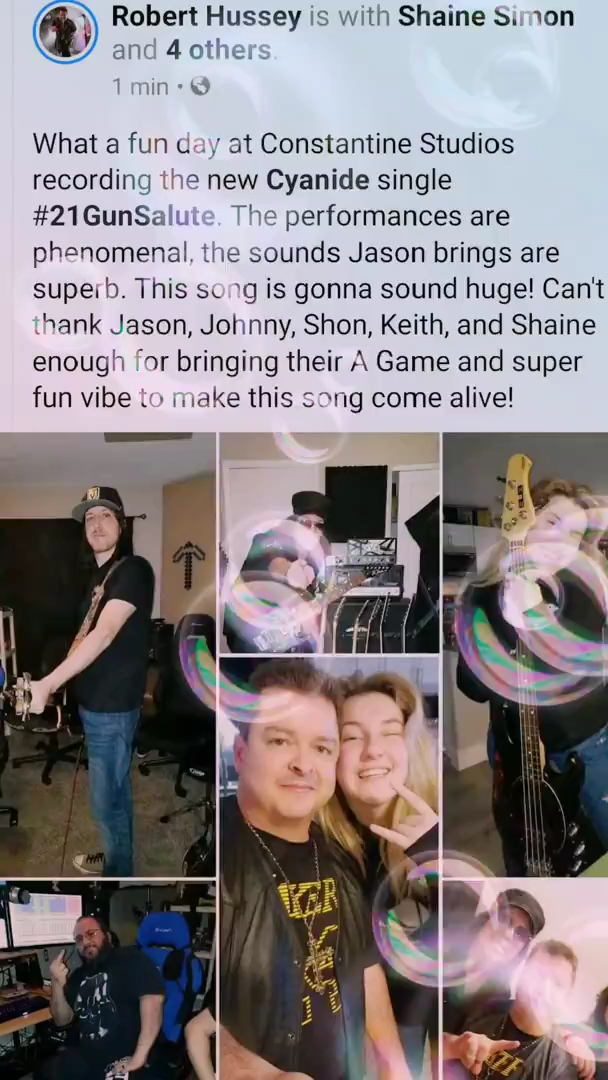 Robert Hussey is with Shaine Simon
and 4 others.
1 min •
What a fun day at Constantine Studios
recording the new Cyanide single
#21GunSalute. The performances are
phenomenal, the sounds Jason brings are
superb. This song is gonna sound huge! Can't
thank Jason, Johnny, Shon, Keith, and Shaine
enough for bringing their A Game and super
fun vibe to make this song come alive!